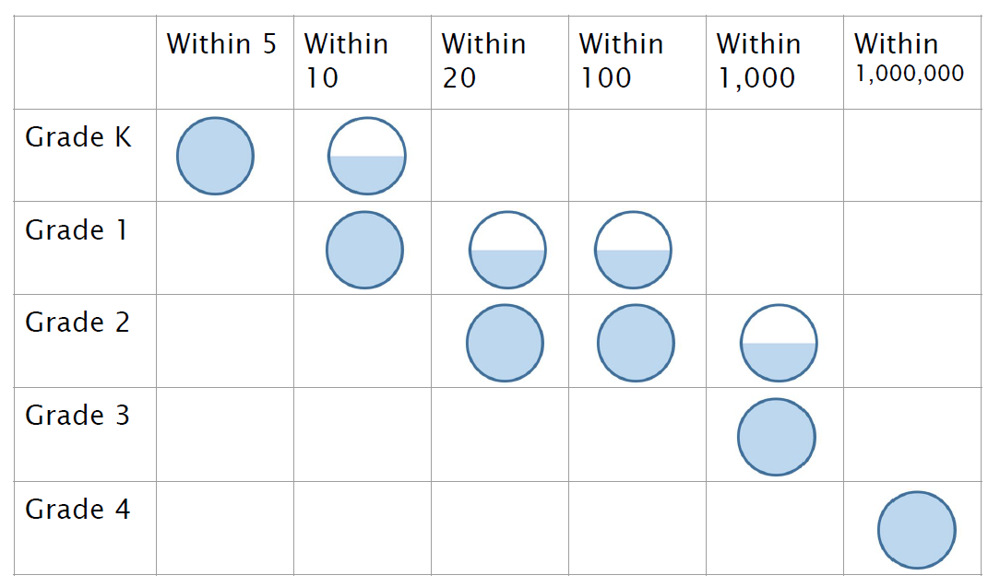 Within 5
Within
10
Within
20
Within
100
Within
1,000
Within
1,000,000
Grade K
Grade 1
Grade 2
Grade 3
Grade 4